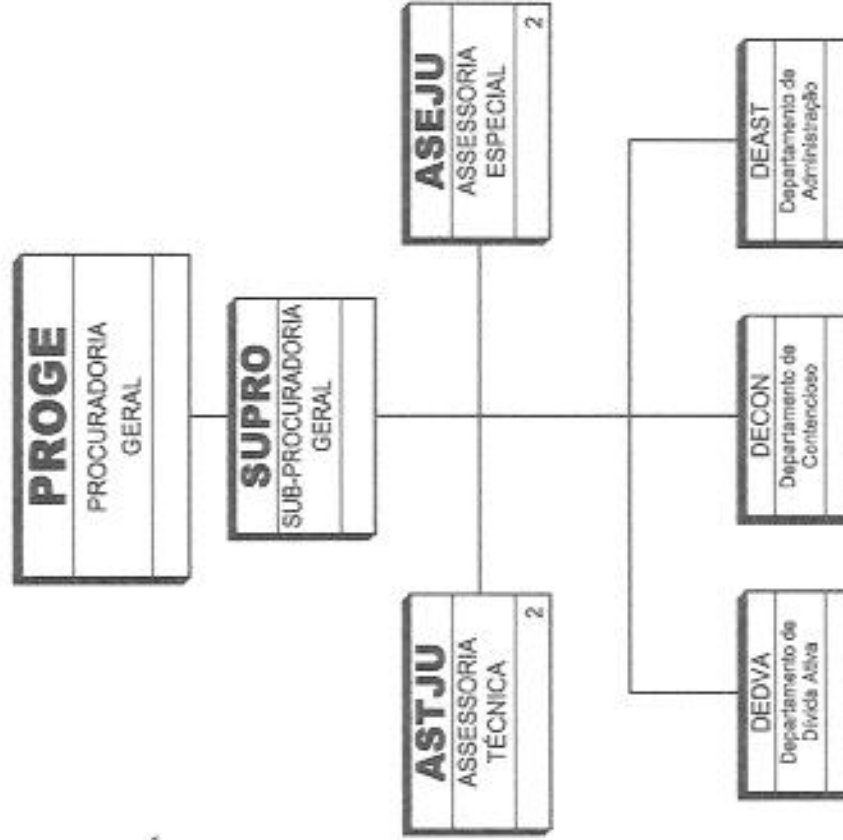 PROGE
PROCURADORIA
GERAL
SUPRO
SUB-PROCURADORIA
GERAL
ASTJU
ASSESSORIA
TÉCNICA
2
ASEJU
ASSESSORIA
ESPECIAL
2
DEDVA
Departamento de
Dívida Ativa
DECON
Departamento de
Contencioso
DEAST
Departamento de
Administração